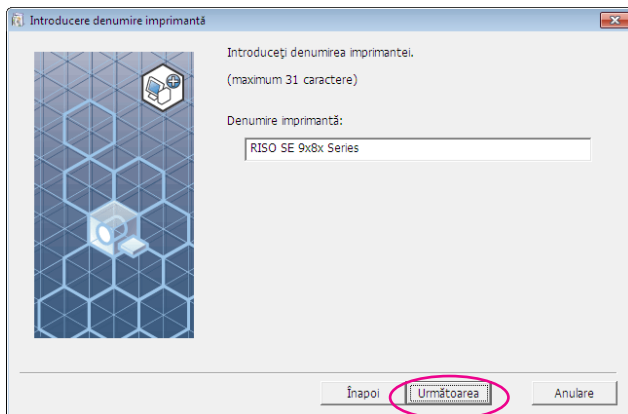 Introducere denumire imprimantă
Introduceţi denumirea imprimantei.
(maximum 31 caractere)
Denumire imprimantă:
RISO SE 9x8x Series
Înapoi Următoarea Anulare